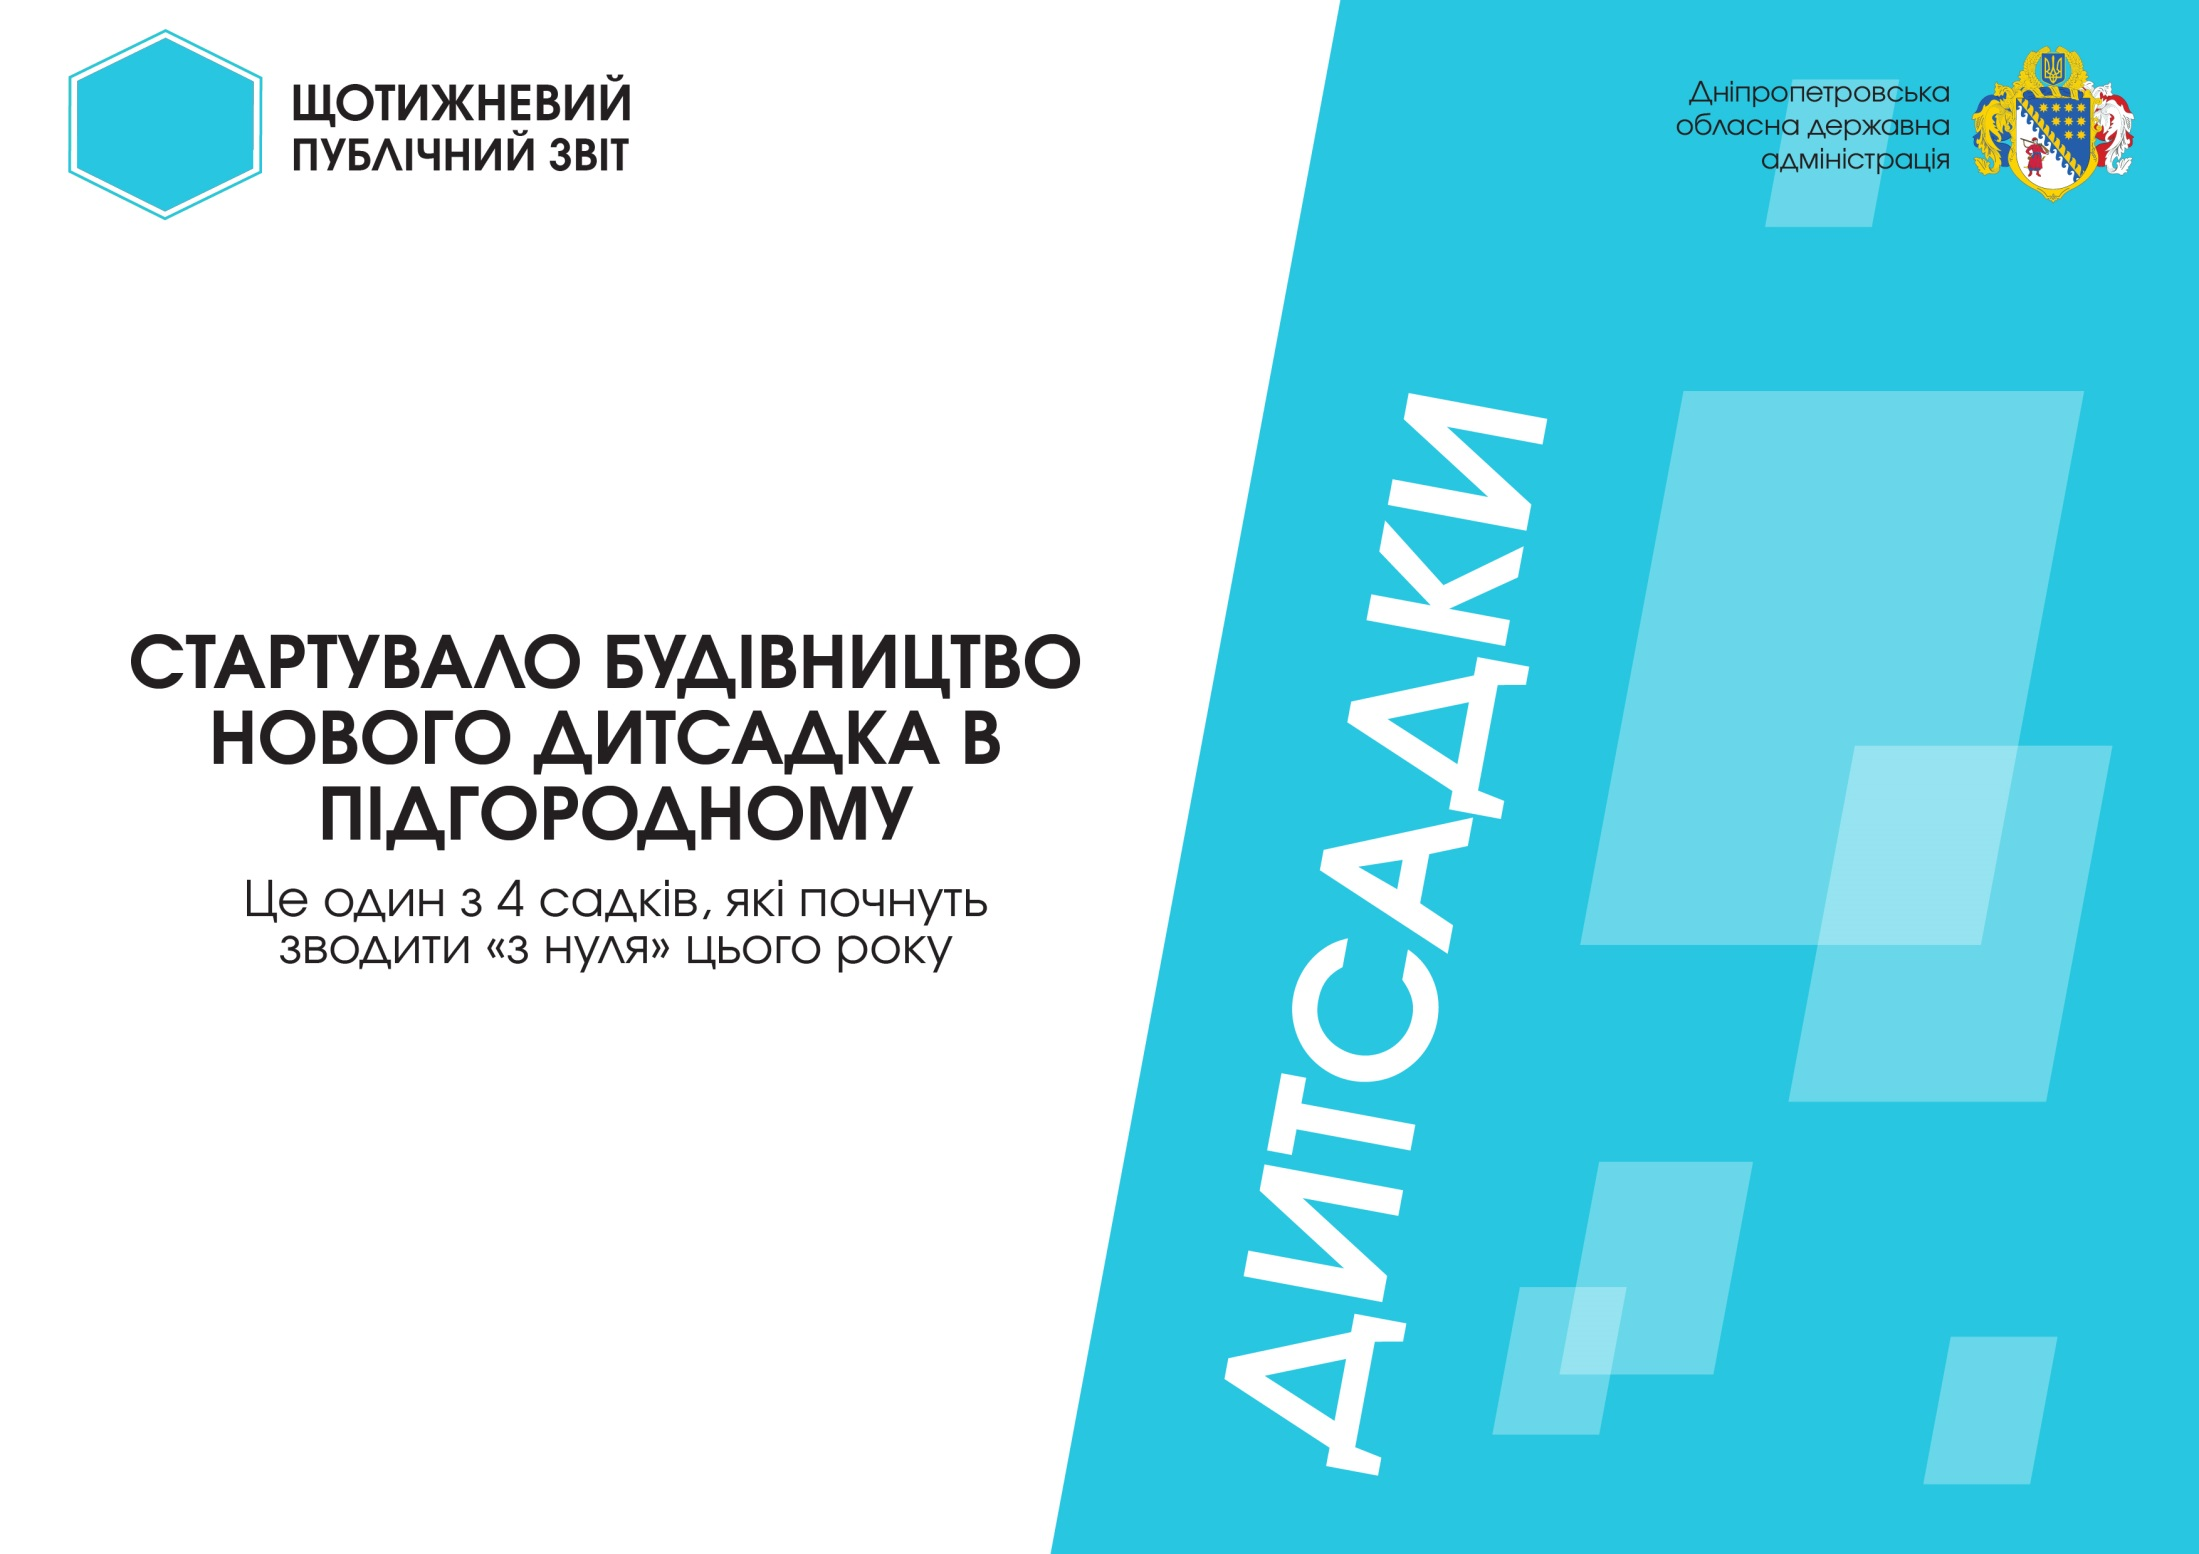 ЩОТИЖНЕВИЙ
ПУБЛІЧНИЙ ЗВІТ
Дніпропетровська
обласна державна
адміністрація
СТАРТУВАЛО БУДІВНИЦТВО
НОВОГО ДИТСАДКА В
ПІДГОРОДНОМУ
Це один з 4 садків, які почнуть
зводити «з нуля» цього року
ДИТСАДКИ